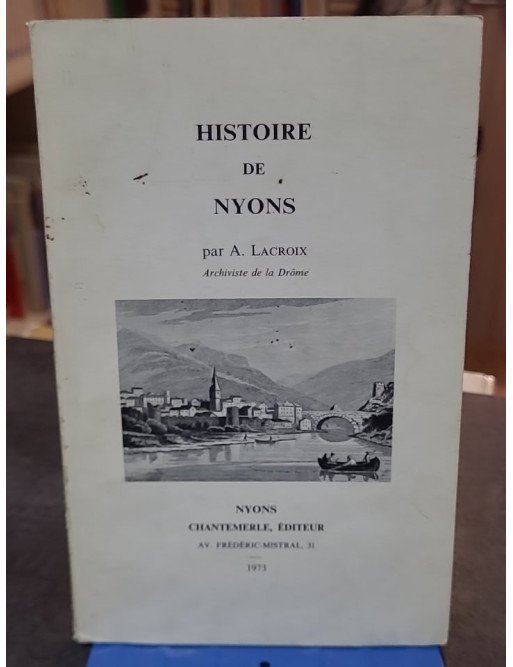 HISTOIRE
DE
NYONS
par A. LACROIX
Archiviste de la Drôme
NYONS
CHANTEMERLE, ÉDITEUR
AV. FRÉDÉRIC-MISTRAL, 31
1973